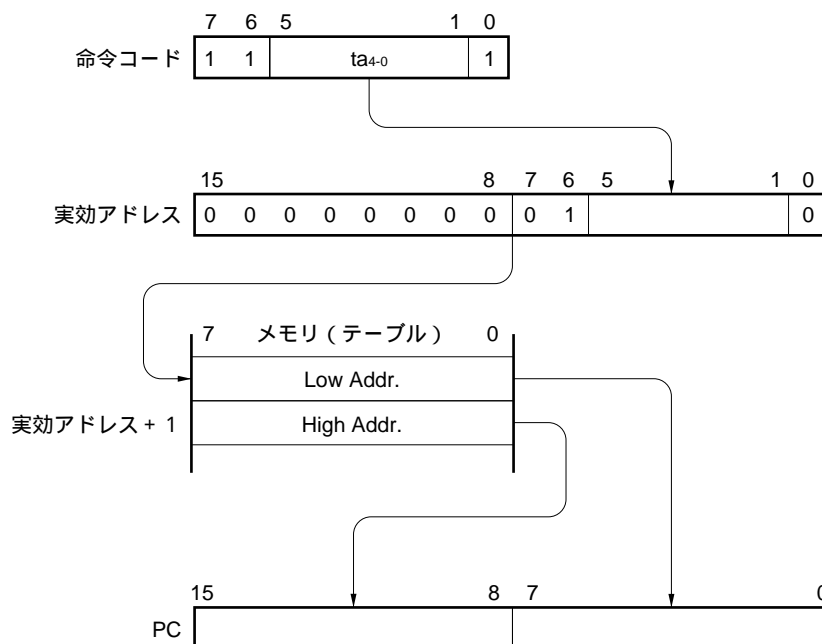 7 6 5 1 0
命令コード 1 1 ta4-0 1
15 8 7 6 5 1 0
実効アドレス 0 0 0 0 0 0 0 0 0 1 0
7 メモリ（テーブル） 0
Low Addr.
実効アドレス + 1 High Addr.
15 8 7 0
PC